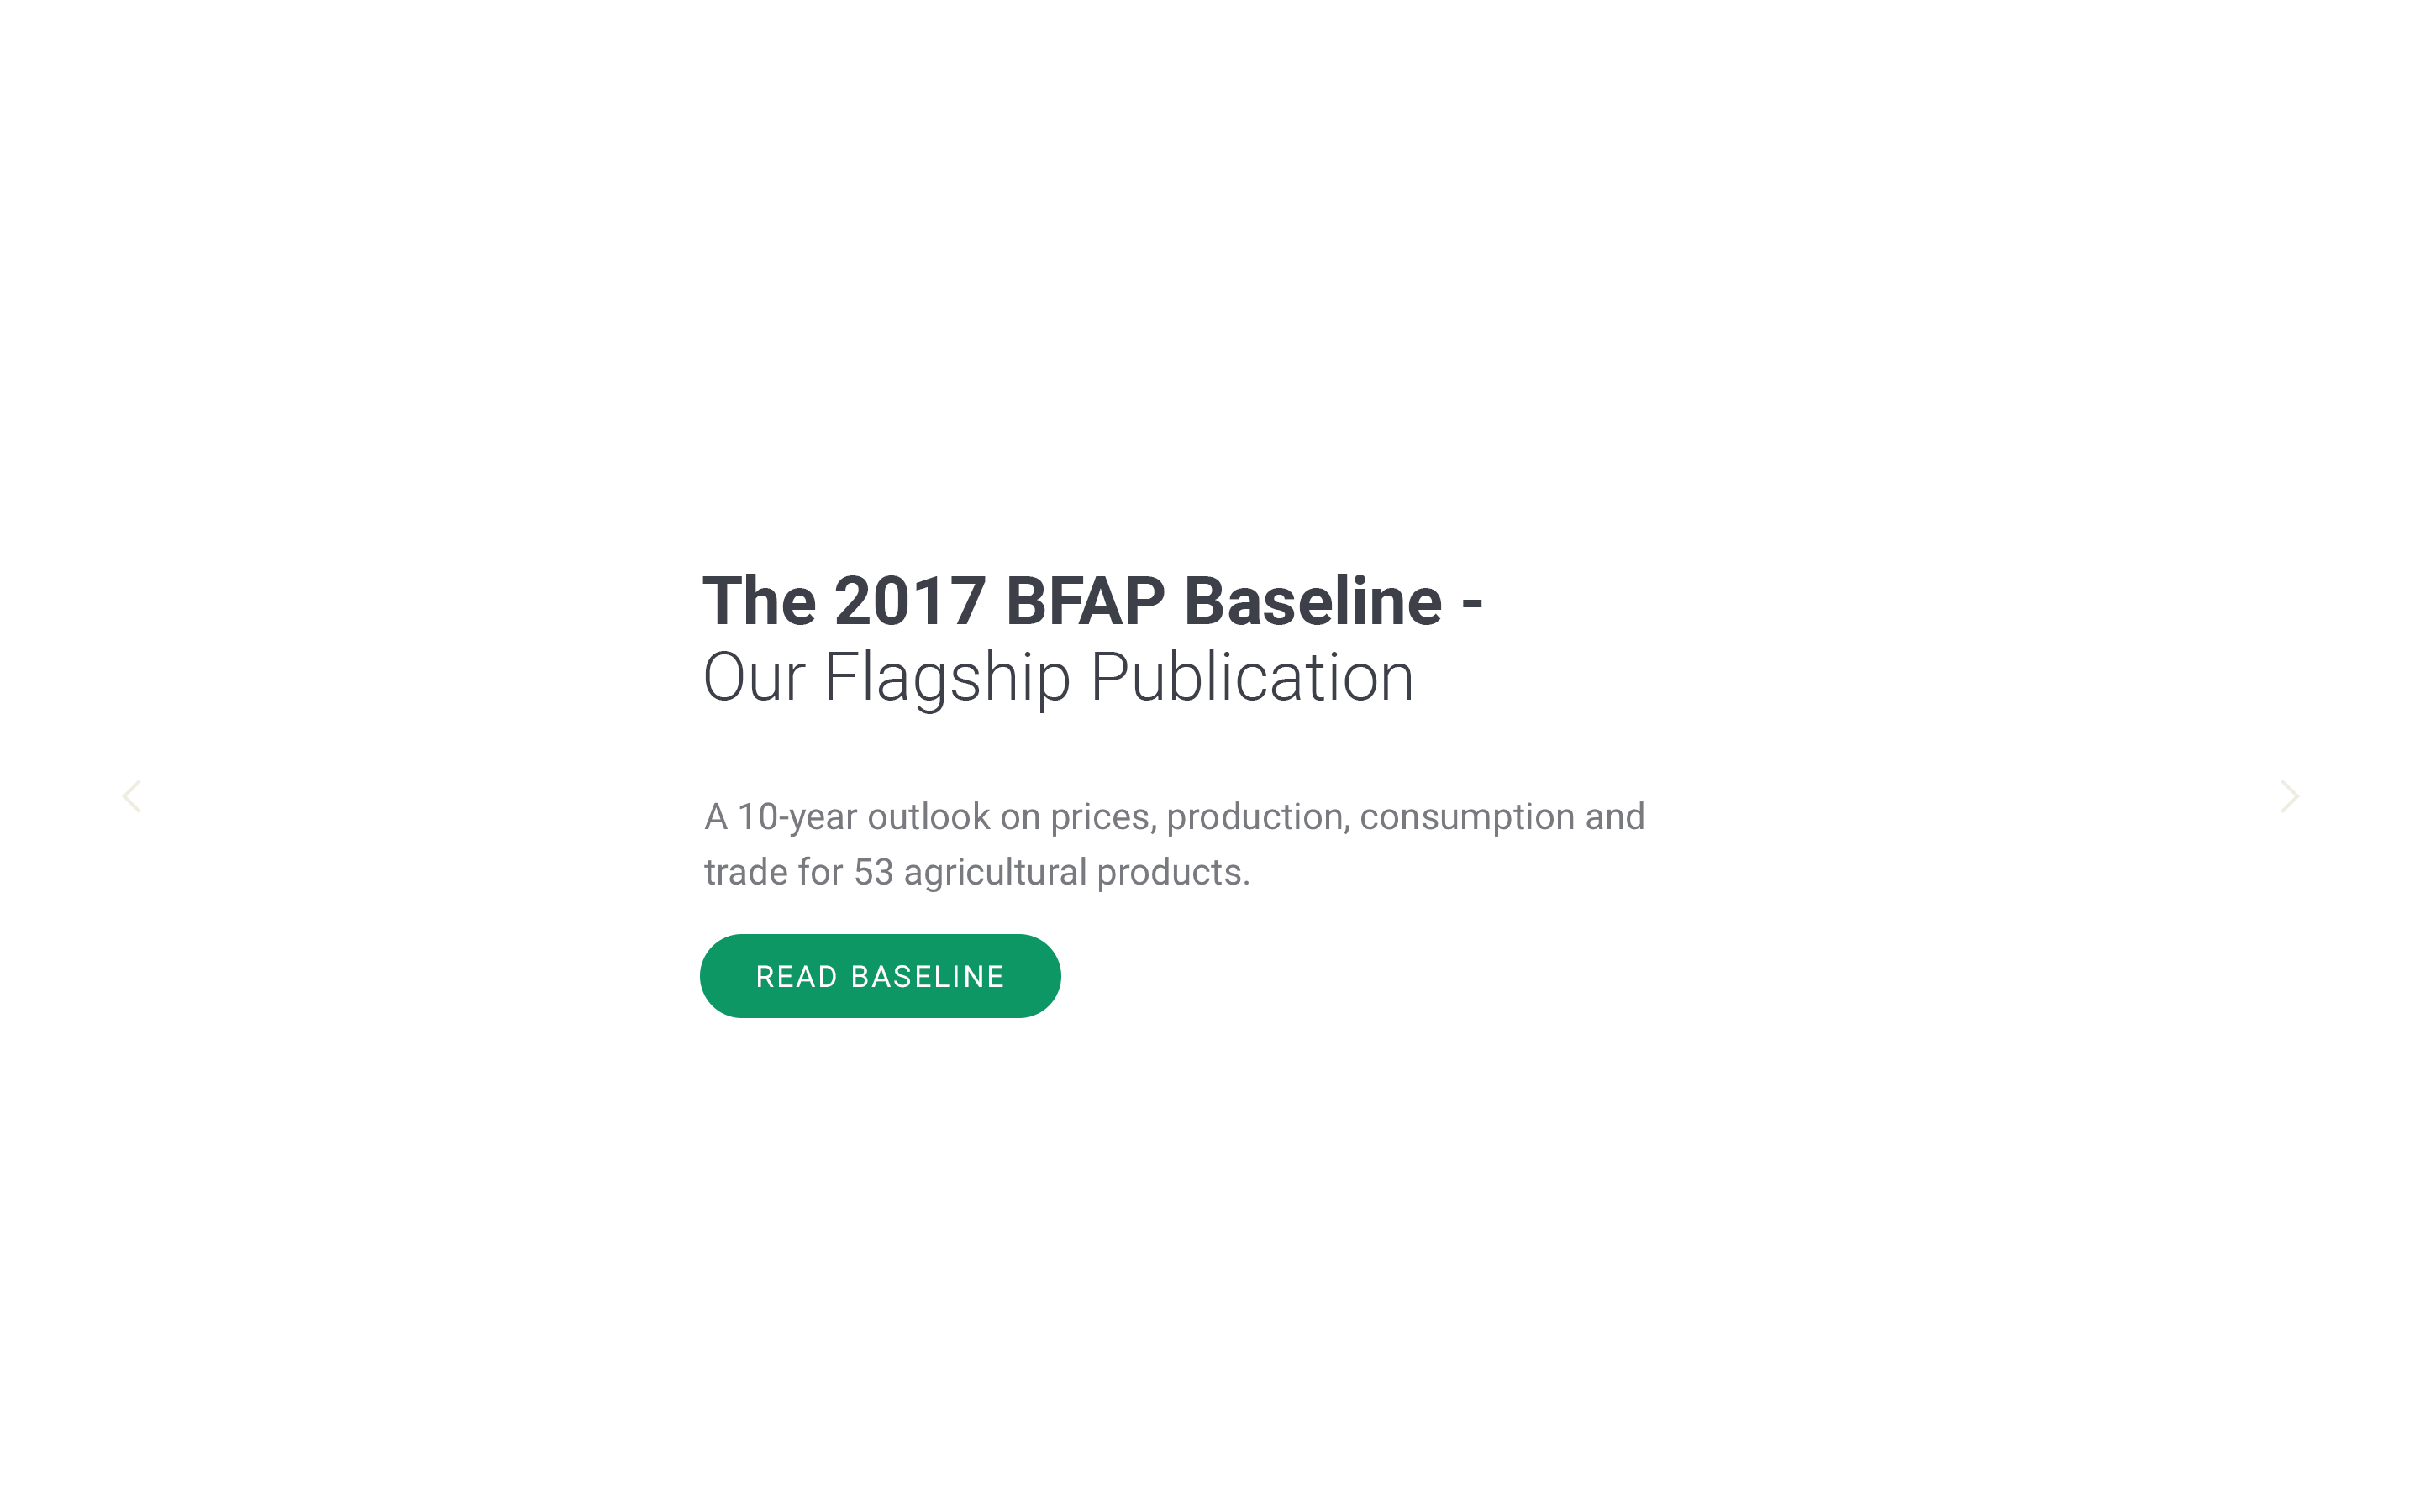 The 2017 BFAP Baseline -
Our Flagship Publication
A 10-year outlook on prices, production, consumption and
trade for 53 agricultural products.
READ BASELINE